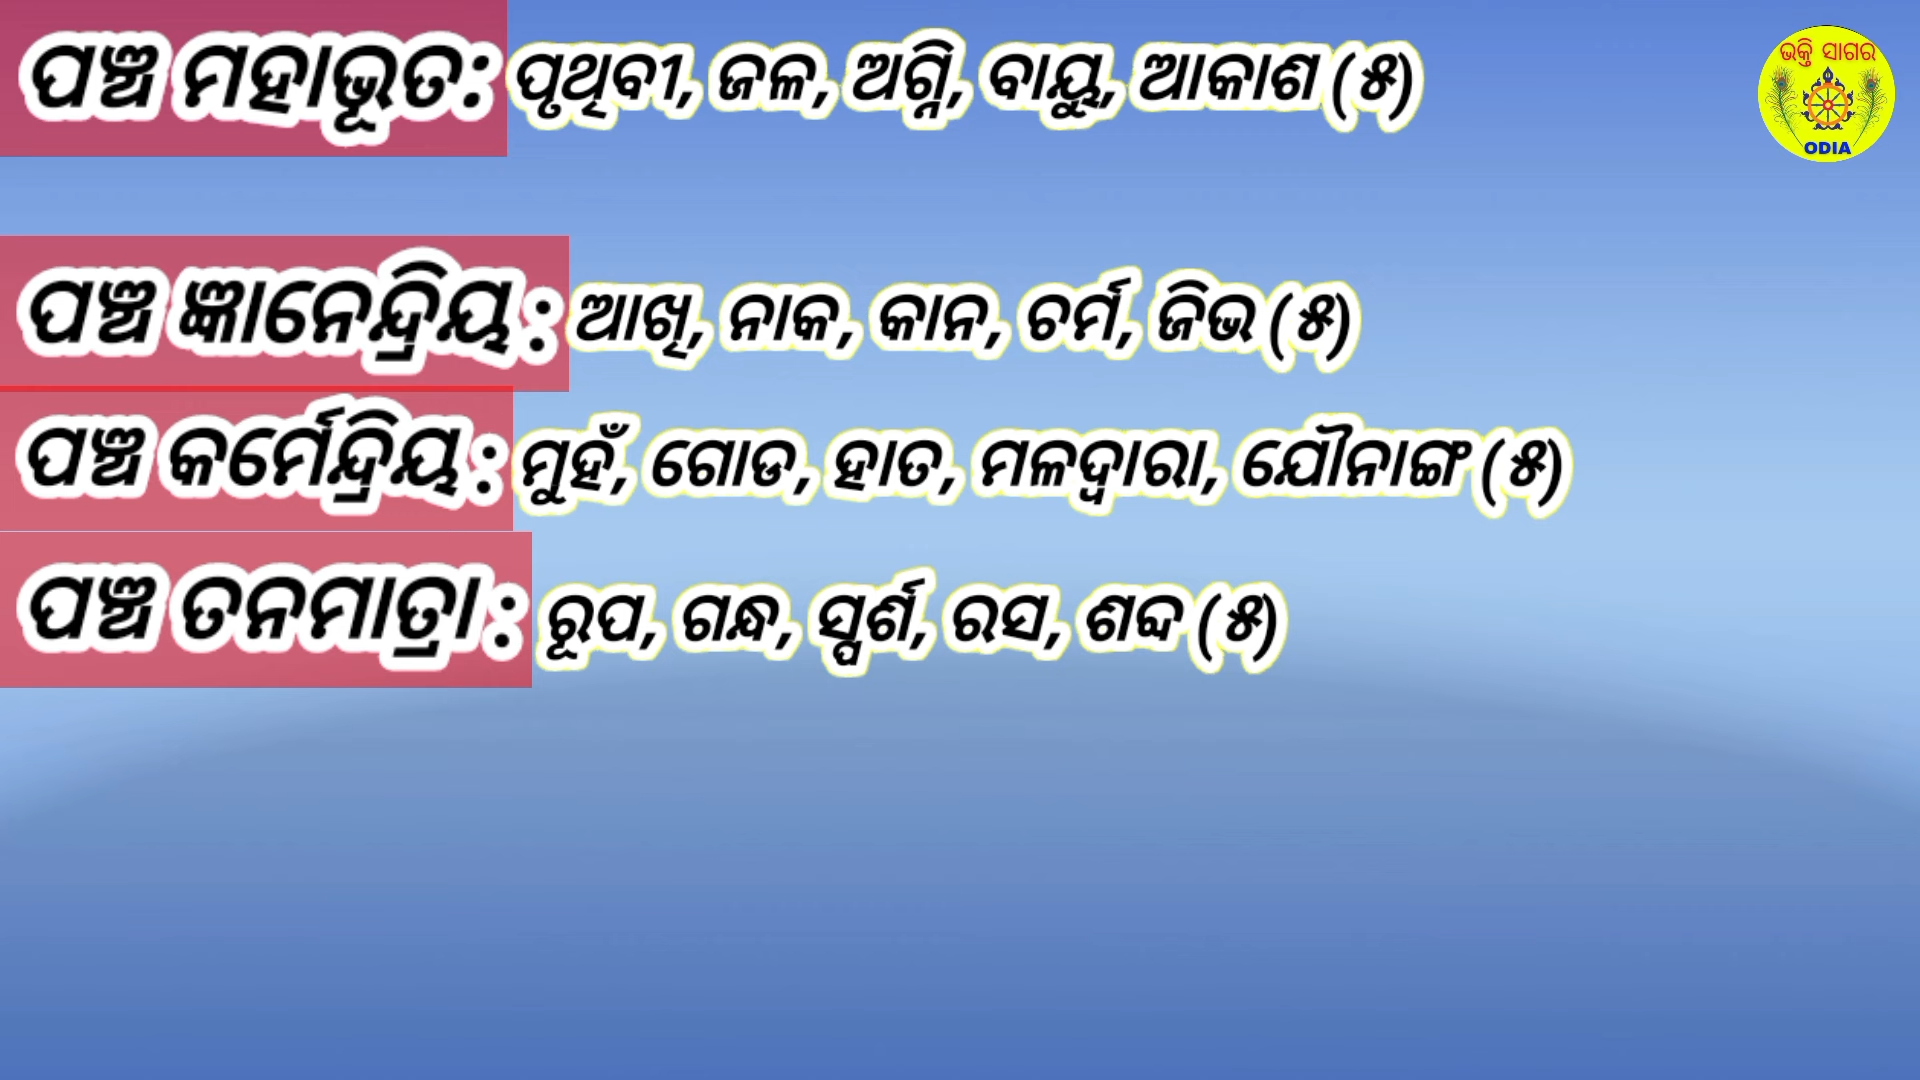 ପଞ୍ଚ ମହାଭୂତ: ପୃଥିବୀ, ଜଳ, ଅଗ୍ନି, ବାୟୁ, ଆକାଶ (୫)
ଭକ୍ତି ସାଗର
ODIA
ପଞ୍ଚ ଜ୍ଞାନେନ୍ଦ୍ରିୟ : ଆଖି, ନାକ, କାନ, ଚର୍ମ, ଜିଭ (୫)
ପଞ୍ଚ କର୍ମେନ୍ଦ୍ରିୟ : ମୁହଁ, ଗୋଡ, ହାତ, ମଳଦ୍ୱାରା, ଯୌନାଙ୍ଗ (୫)
ପଞ୍ଚ ତନମାତ୍ରା : ରୂପ, ଗନ୍ଧ, ସ୍ପର୍ଶ, ରସ, ଶବ୍ଦ (୫)